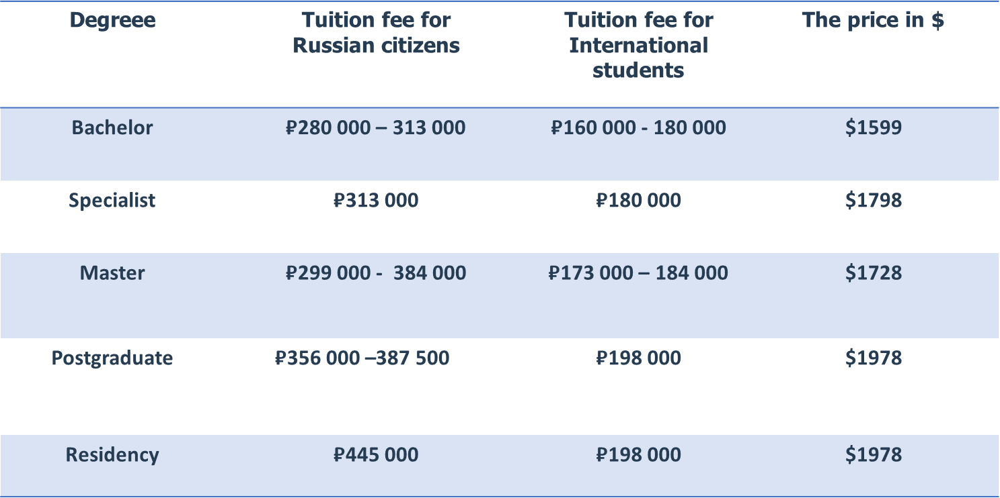 Degreee Tuition fee for Russian citizens Tuition fee for International students The price in $
Bachelor ₽280 000 – 313 000 ₽160 000 - 180 000 $1599
Specialist ₽313 000 ₽180 000 $1798
Master ₽299 000 -  384 000 ₽173 000 – 184 000 $1728
Postgraduate ₽356 000 –387 500 ₽198 000 $1978
Residency ₽445 000 ₽198 000 $1978